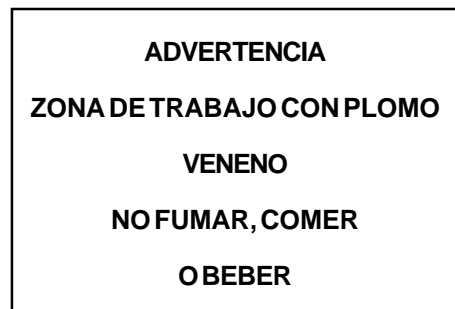 ADVERTENCIA
ZONA DE TRABAJO CON PLOMO
VENENO
NO FUMAR, COMER
O BEBER